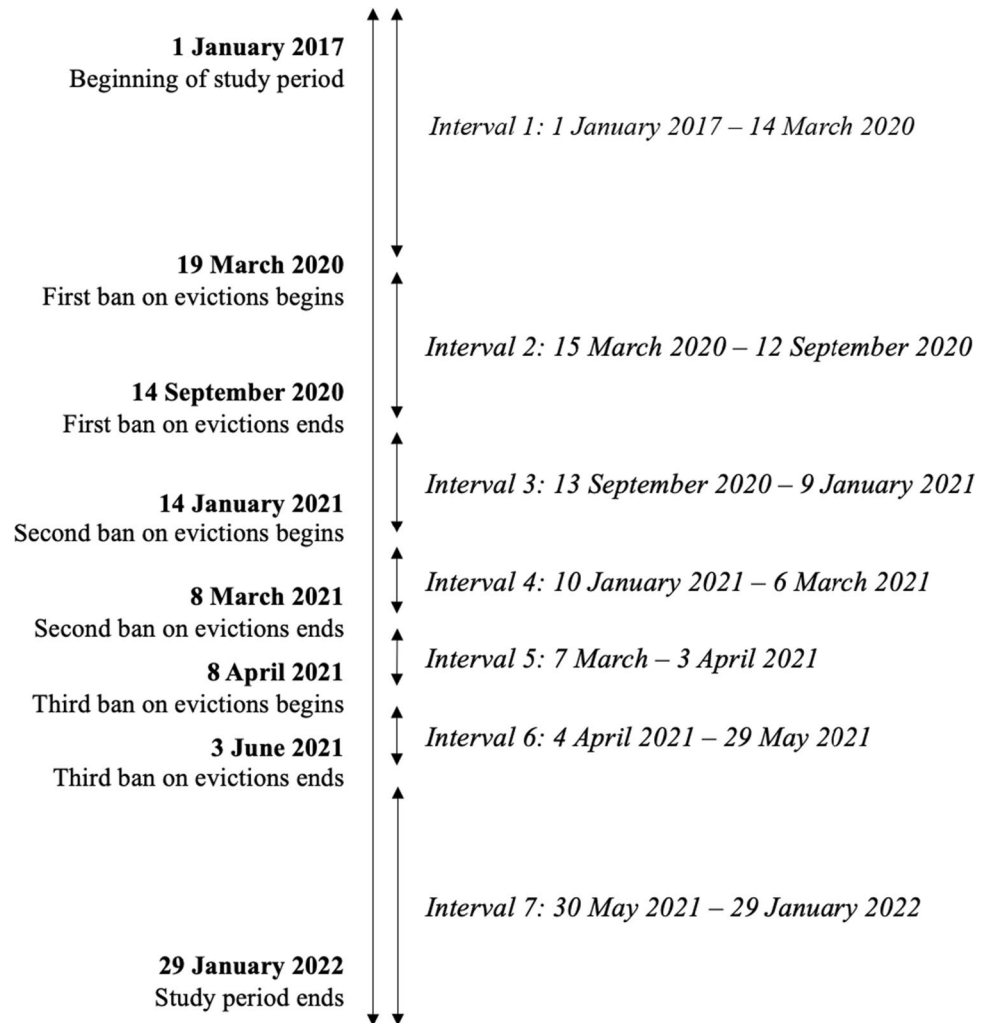 1 January 2017
Beginning of study period
Interval 1: 1 January 2017 – 14 March 2020
19 March 2020
First ban on evictions begins
Interval 2: 15 March 2020 – 12 September 2020
14 September 2020
First ban on evictions ends
Interval 3: 13 September 2020 – 9 January 2021
14 January 2021
Second ban on evictions begins
Interval 4: 10 January 2021 – 6 March 2021
8 March 2021
Second ban on evictions ends
Interval 5: 7 March – 3 April 2021
8 April 2021
Third ban on evictions begins
Interval 6: 4 April 2021 – 29 May 2021
3 June 2021
Third ban on evictions ends
Interval 7: 30 May 2021 – 29 January 2022
29 January 2022
Study period ends